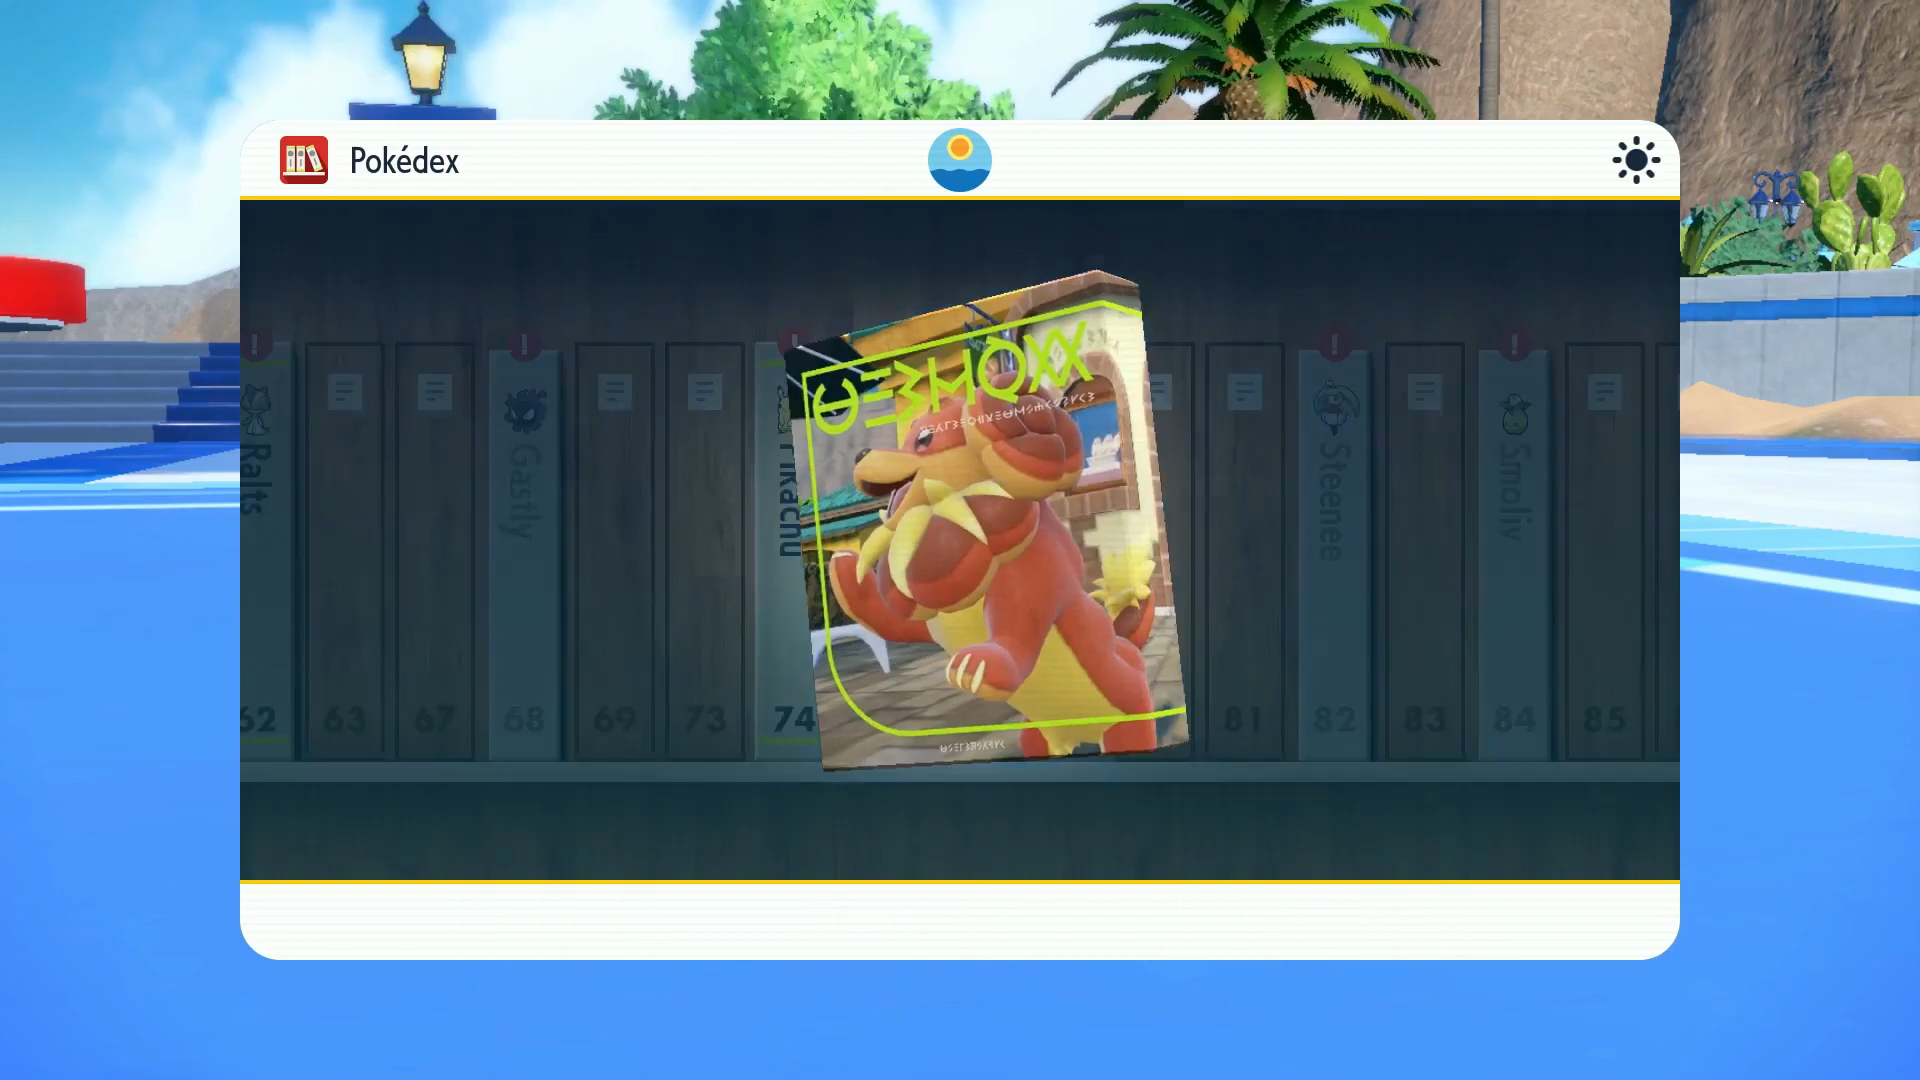 Pokédex
!
!
!
!
!
Ralts
Gastly
Pikachu
Steenee
Smoliv
62
63
67
68
69
73
74
81
82
83
84
85